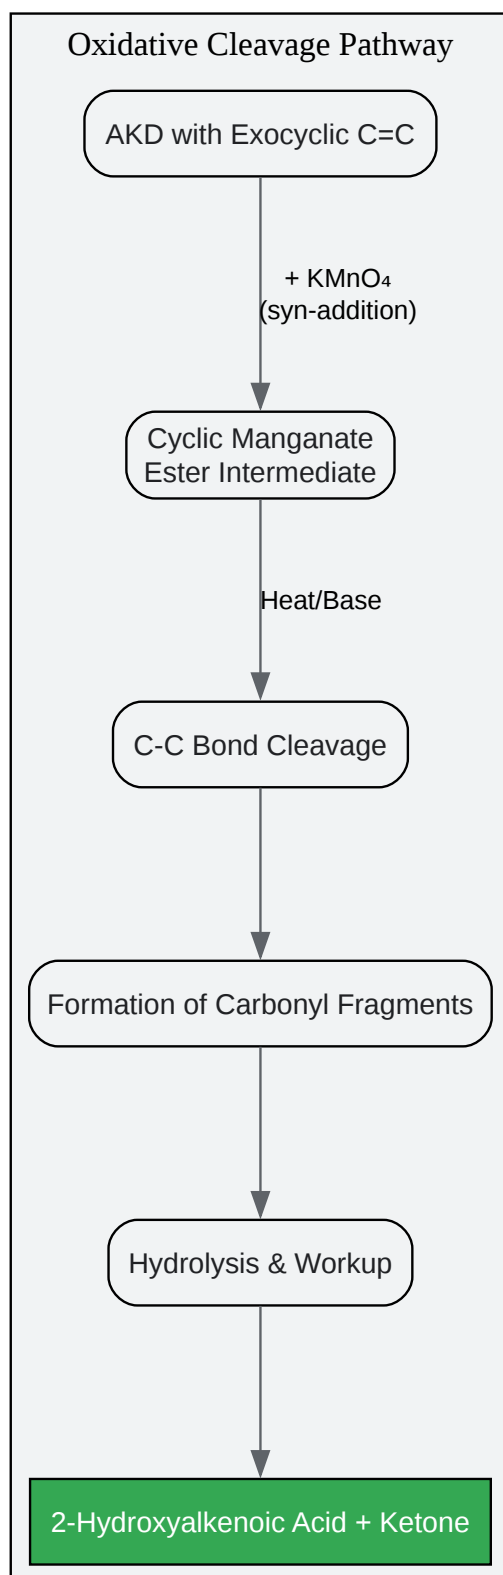 Oxidative Cleavage Pathway
AKD with Exocyclic C=C
+ KMnO₄
(syn-addition)
Cyclic Manganate
Ester Intermediate
Heat/Base
C-C Bond Cleavage
Formation of Carbonyl Fragments
Hydrolysis & Workup
2-Hydroxyalkenoic Acid + Ketone